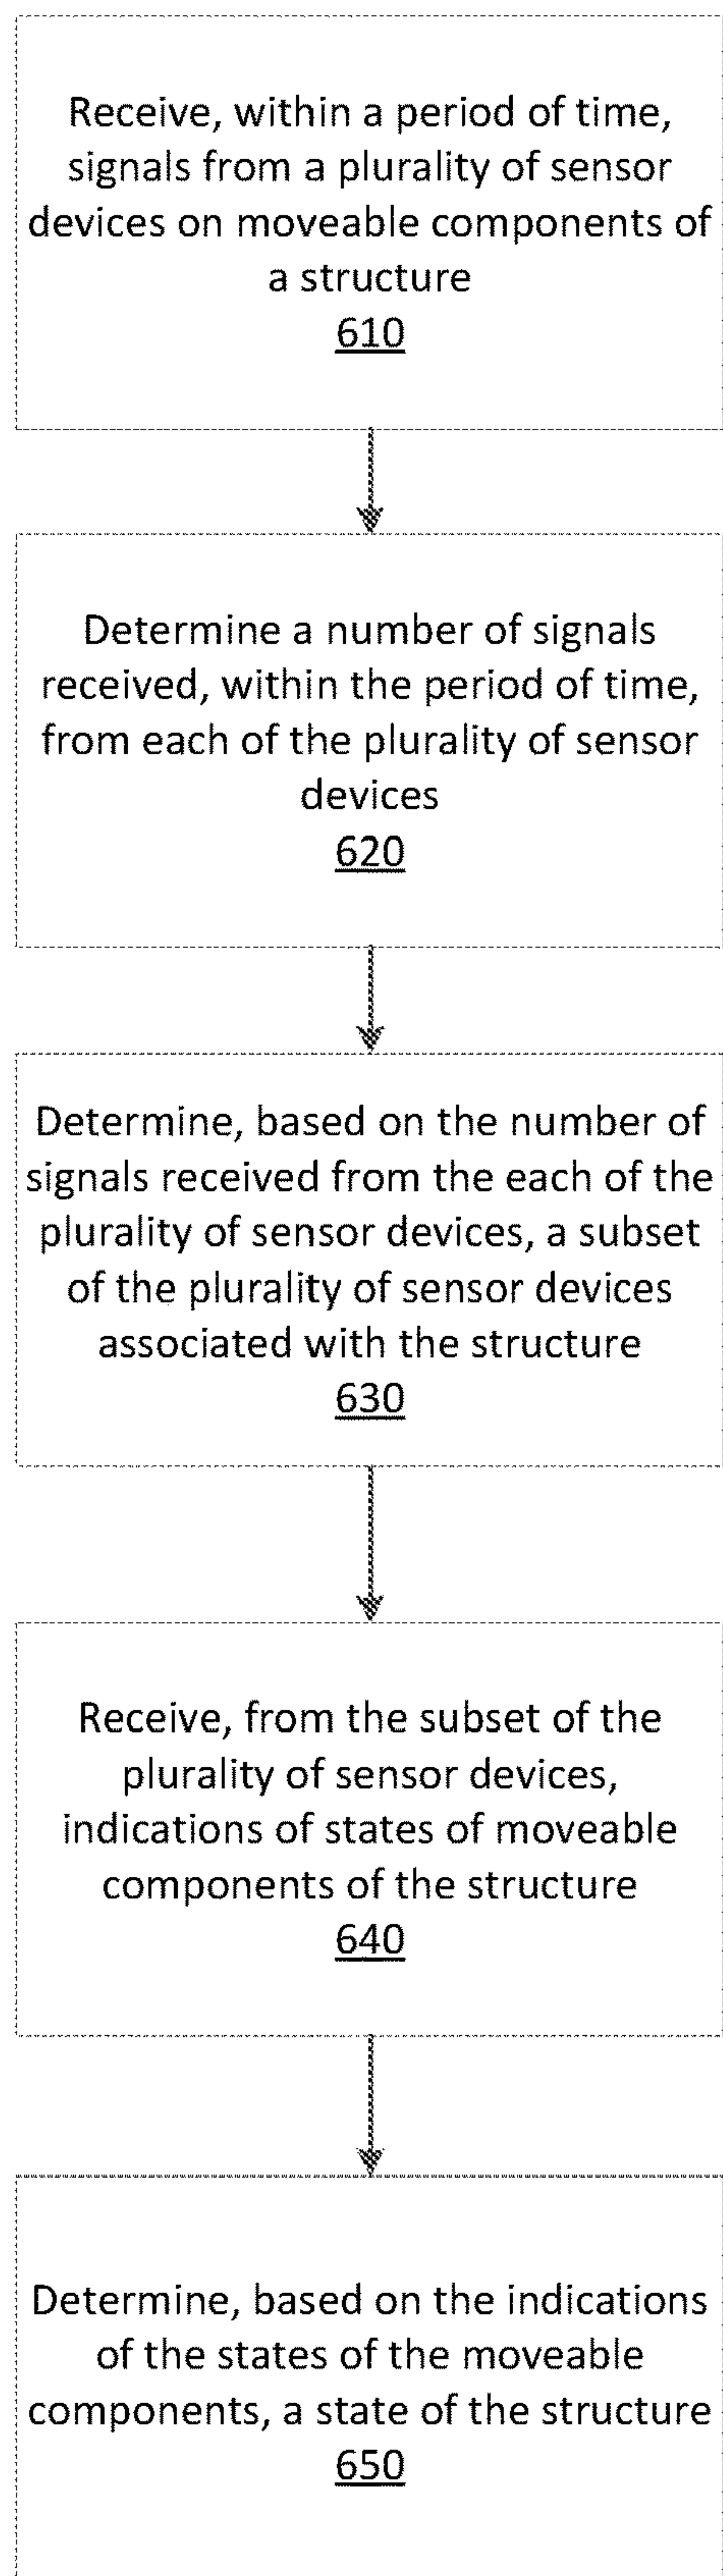 Receive, within a period of time,
signals from a plurality of sensor
devices on moveable components of
a structure
610
Determine a number of signals
received, within the period of time,
from each of the plurality of sensor
devices
620
Determine, based on the number of
signals received from the each of the
plurality of sensor devices, a subset
of the plurality of sensor devices
associated with the structure
630
Receive, from the subset of the
plurality of sensor devices,
indications of states of moveable
components of the structure
640
Determine, based on the indications
of the states of the moveable
components, a state of the structure
650